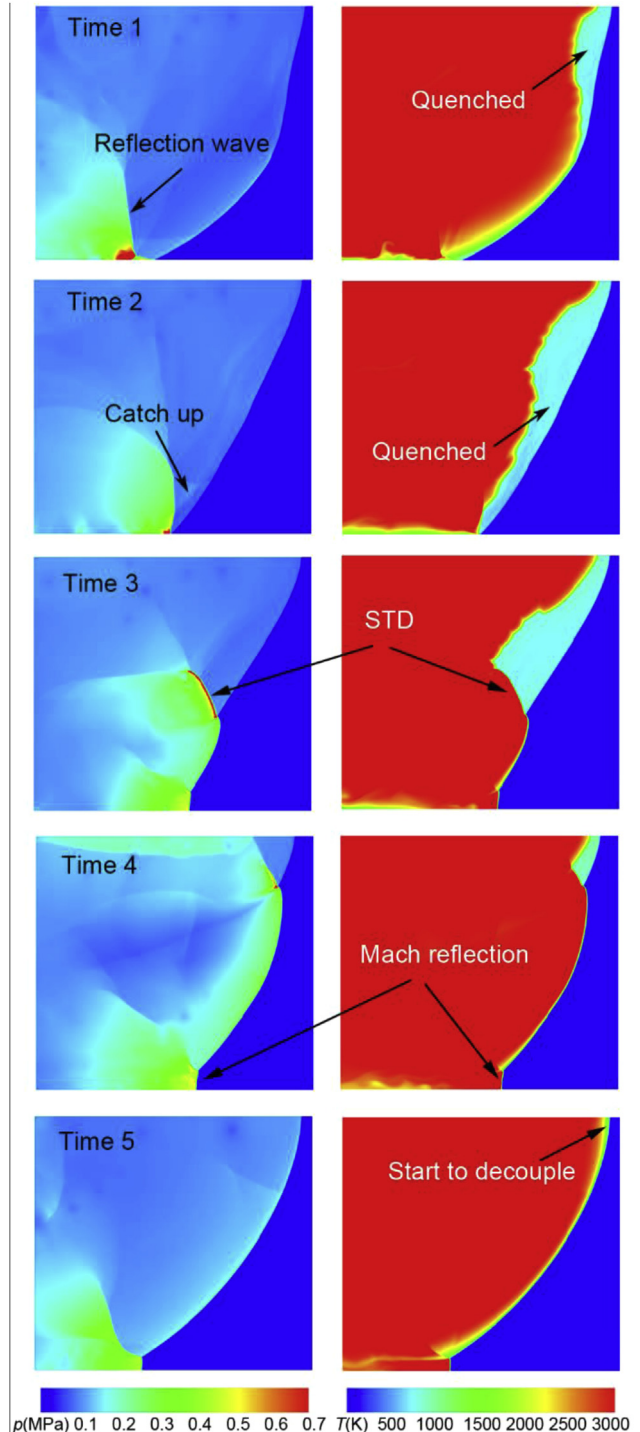 Time 1
Quenched
Reflection wave
Time 2
Catch up
Quenched
Time 3
STD
Time 4
Mach reflection
Time 5
Start to decouple
p(MPa) 0.1 0.2 0.3 0.4 0.5 0.6 0.7 T(K) 500 1000 1500 2000 2500 3000